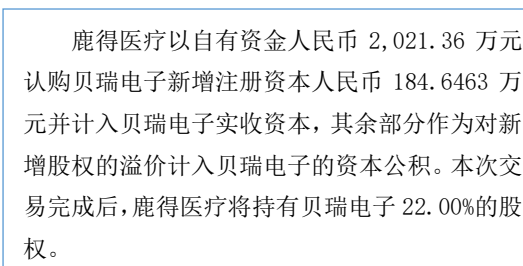 鹿得医疗以自有资金人民币 2,021.36 万元
认购贝瑞电子新增注册资本人民币 184.6463 万
元并计入贝瑞电子实收资本，其余部分作为对新
增股权的溢价计入贝瑞电子的资本公积。本次交
易完成后，鹿得医疗将持有贝瑞电子 22.00%的股
权。